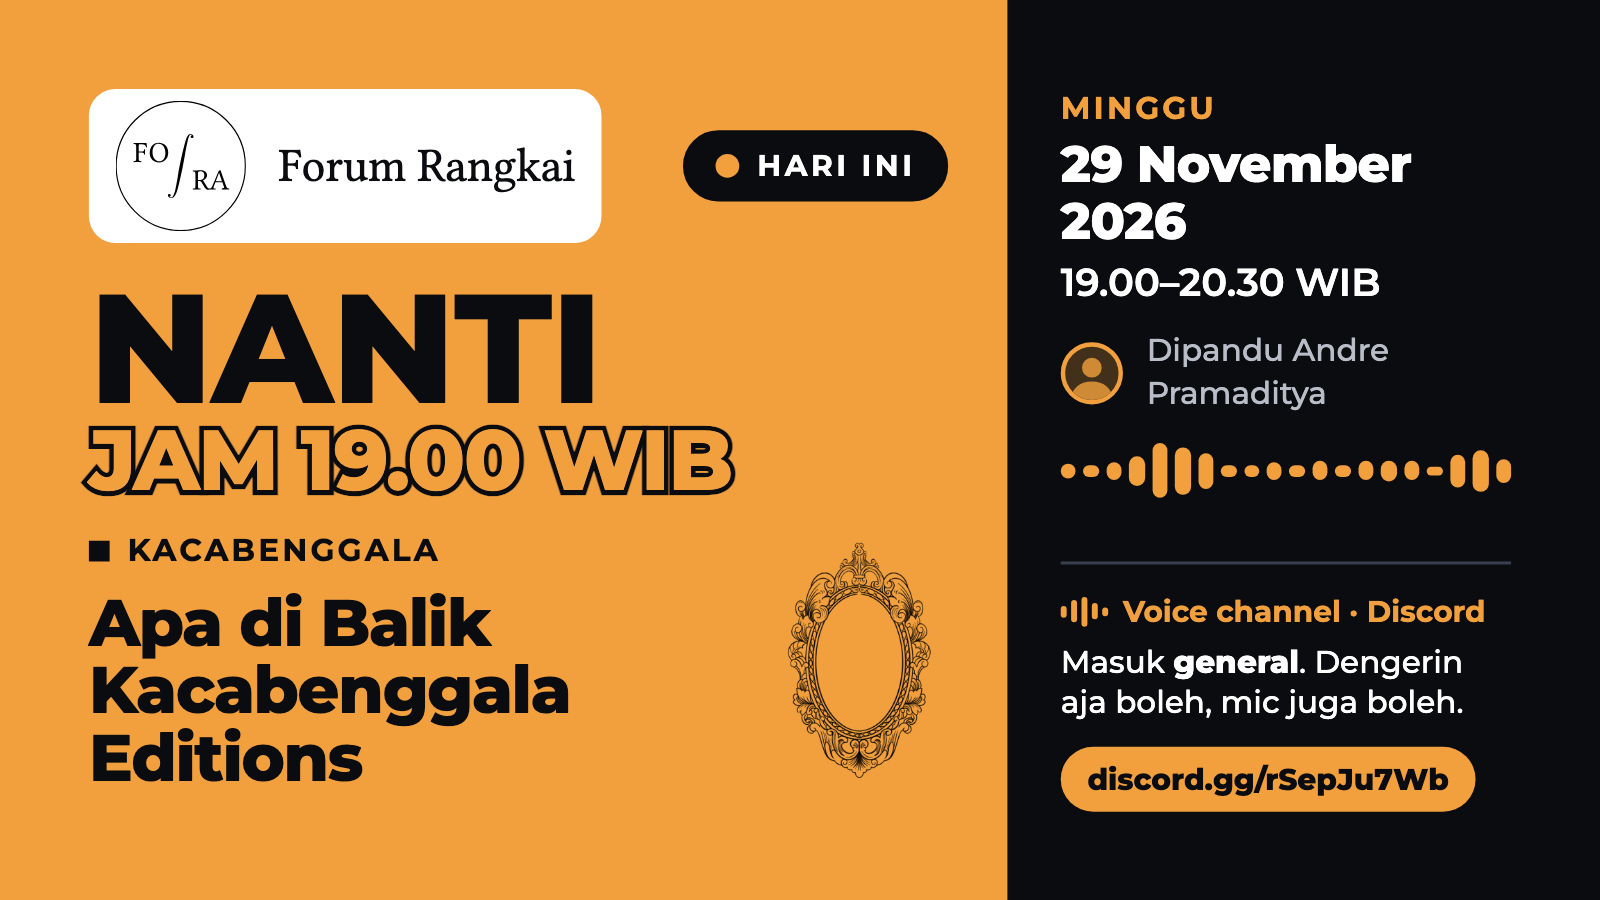 FO
RA
Forum Rangkai
HARI INI
NANTI
JAM 19.00 WIB
KACABENGGALA
Apa di Balik
Kacabenggala
Editions
MINGGU
29 November
2026
19.00–20.30 WIB
Dipandu Andre
Pramaditya
Voice channel · Discord
Masuk general. Dengerin
aja boleh, mic juga boleh.
discord.gg/rSepJu7Wb